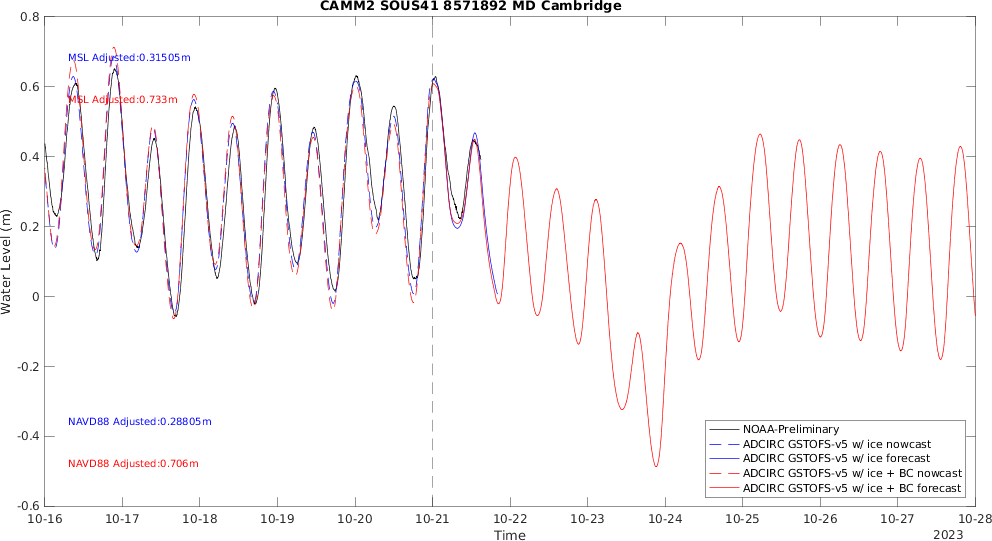 CAMM2 SOUS41 8571892 MD Cambridge
0.8
MSL Adjusted:0.31505m
0.6
MSL Adjusted:0.733m
0.4
0.2
Water Level (m)
0
-0.2
NAVD88 Adjusted:0.28805m
-0.4
NAVD88 Adjusted:0.706m
-0.6
NOAA-Preliminary
ADCIRC GSTOFS-v5 w/ ice nowcast
ADCIRC GSTOFS-v5 w/ ice forecast
ADCIRC GSTOFS-v5 w/ ice + BC nowcast
ADCIRC GSTOFS-v5 w/ ice + BC forecast
10-16 10-17 10-18 10-19 10-20 10-21 10-22 10-23 10-24 10-25 10-26 10-27 10-28
Time
2023